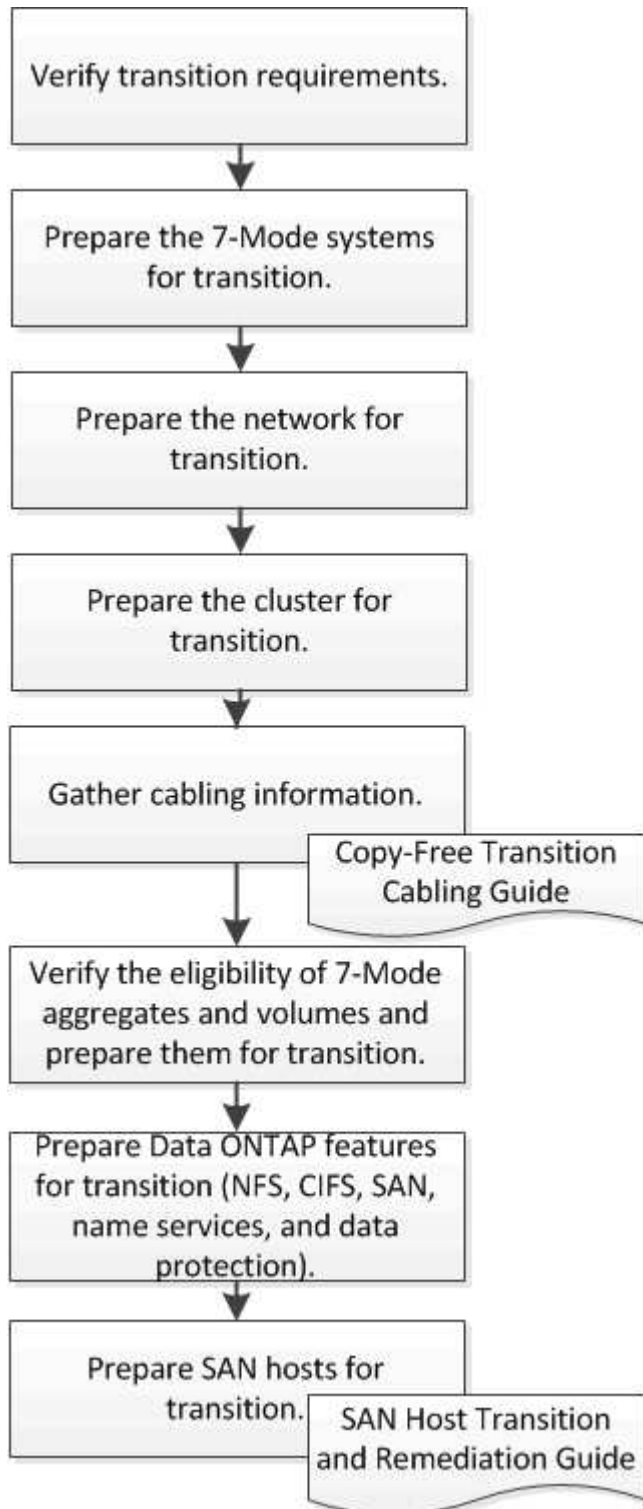 Verify transition requirements.
Prepare the 7-Mode systems
for transition.
Prepare the network for
transition.
Prepare the cluster for
transition.
Gather cabling information.
Copy-Free Transition
Cabling Guide
Verify the eligibility of 7-Mode
aggregates and volumes and
prepare them for transition.
Prepare Data ONTAP features
for transition (NFS, CIFS, SAN,
name services, and data
protection).
Prepare SAN hosts for
transition.
SAN Host Transition
and Remediation Guide